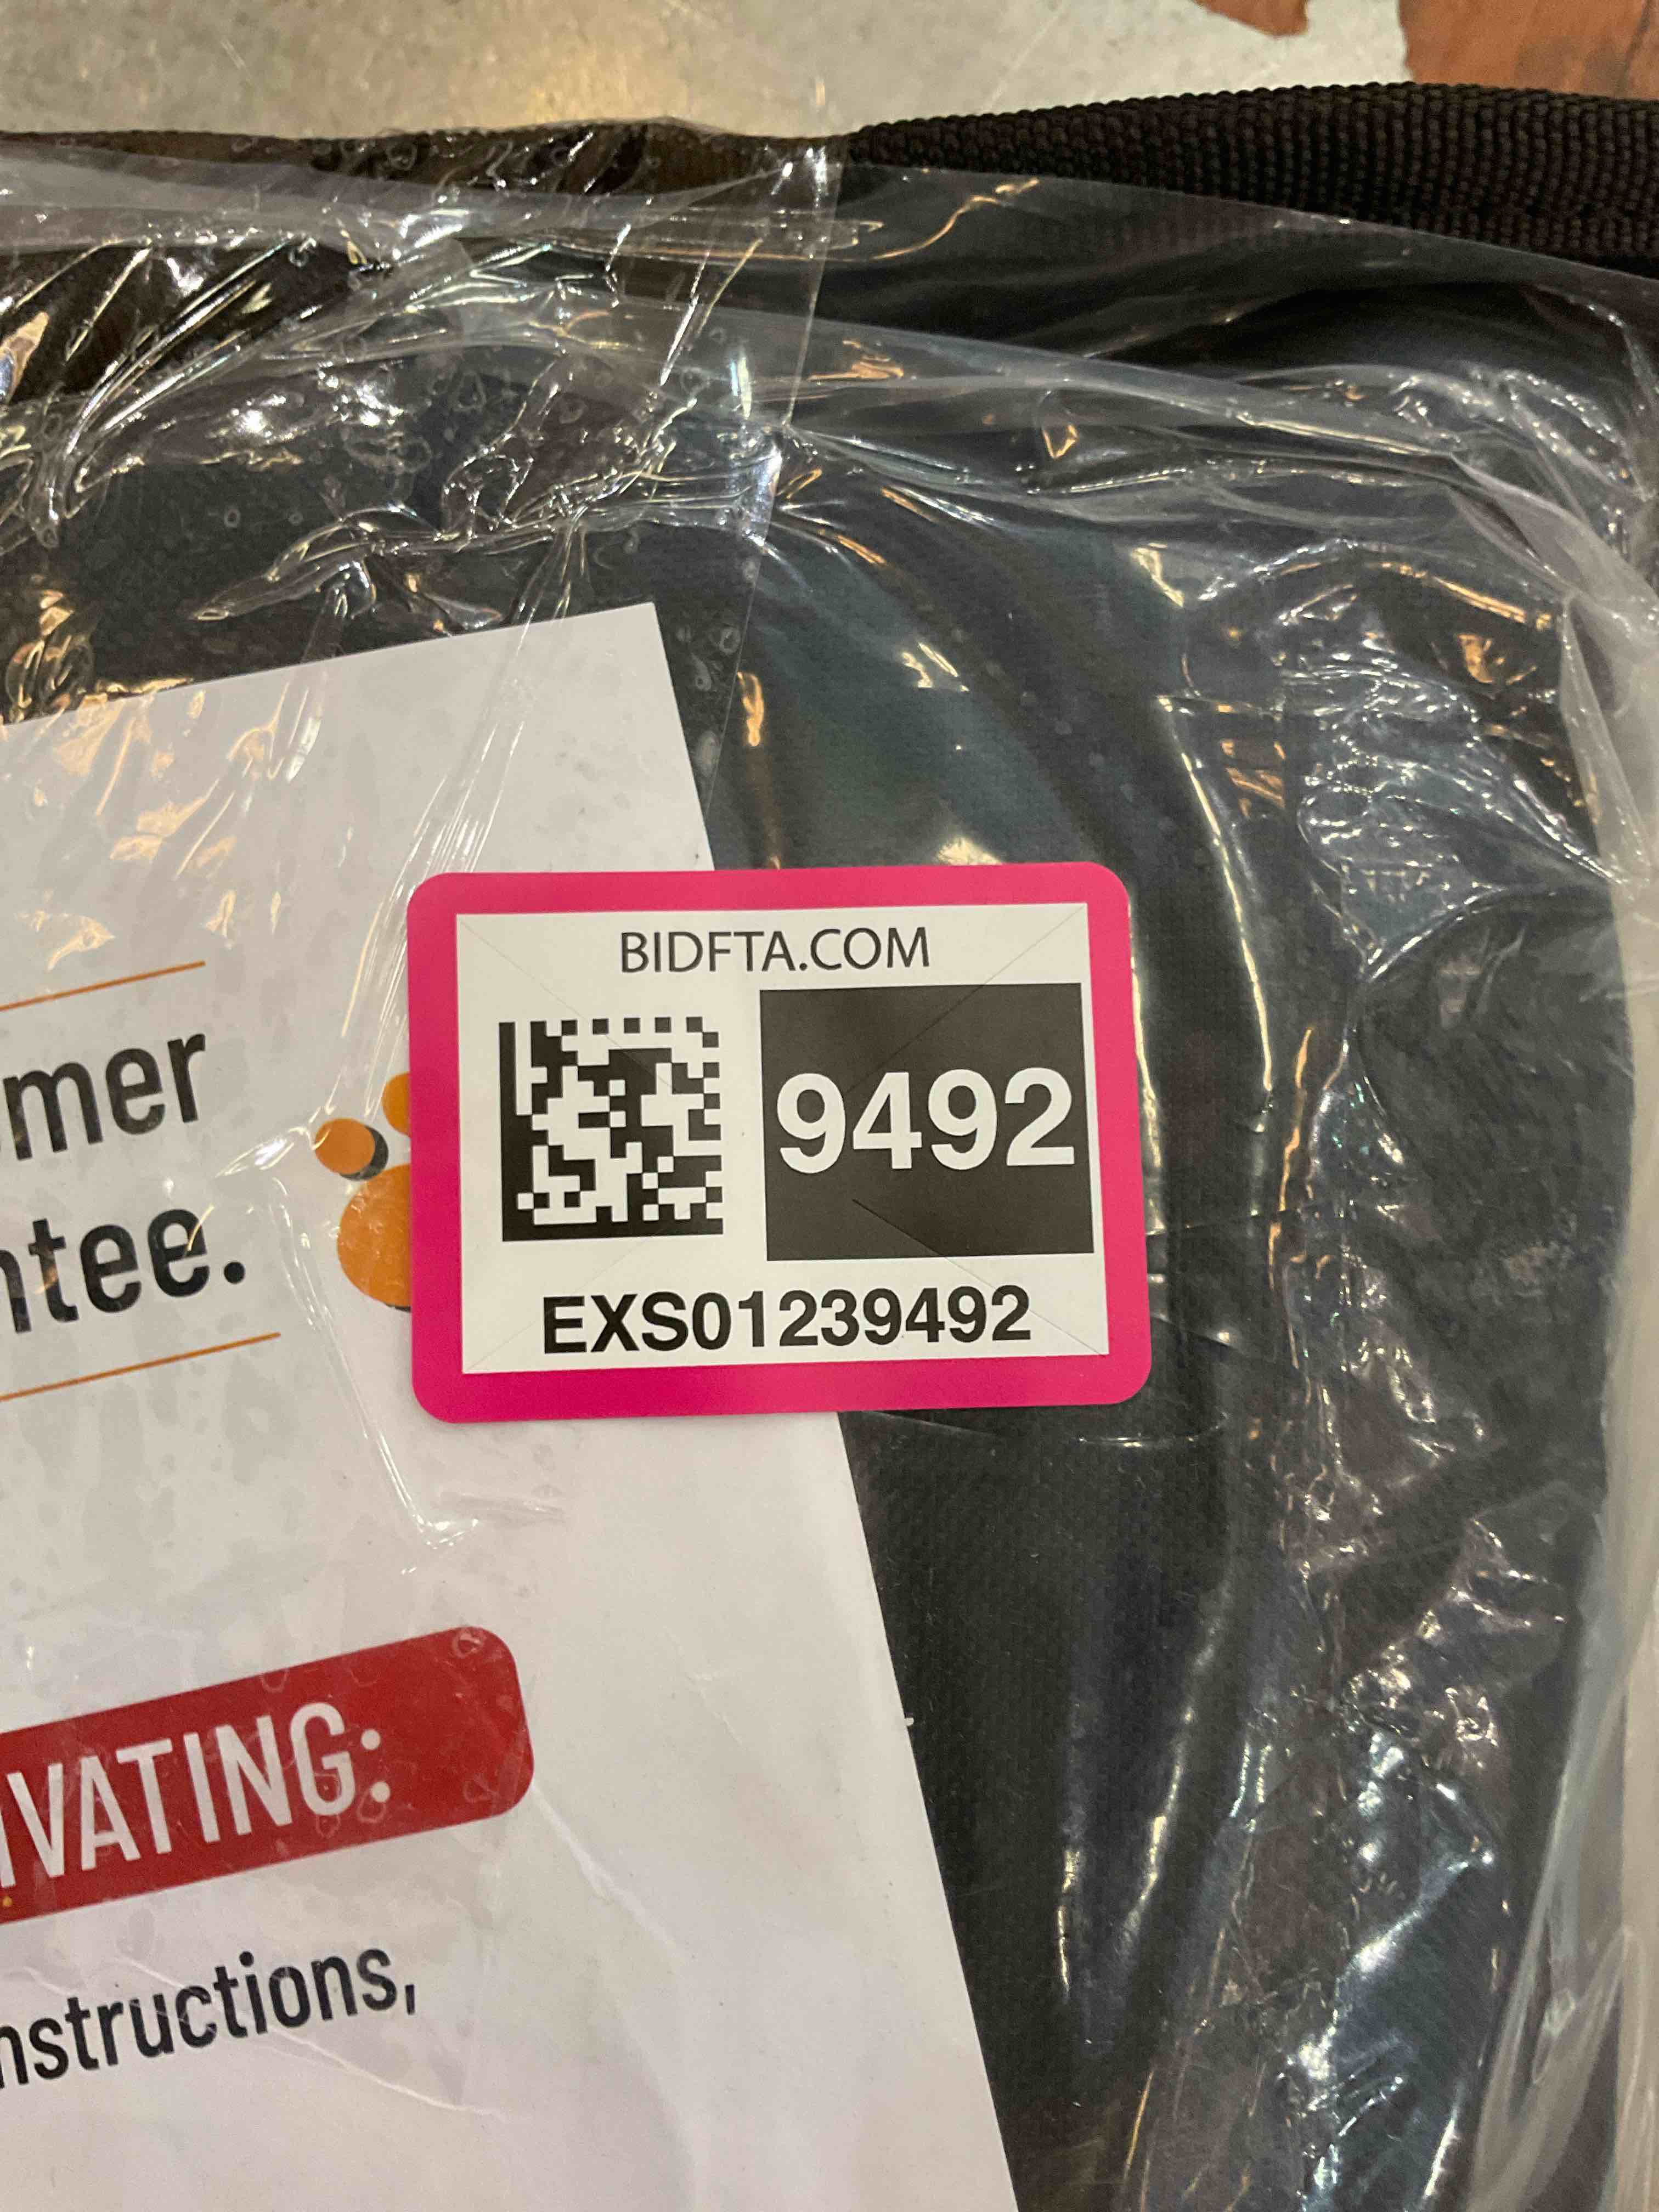 BIDFTA.COM
9492
EXS01239492
mer
ntee.
VATING:
nstructions,